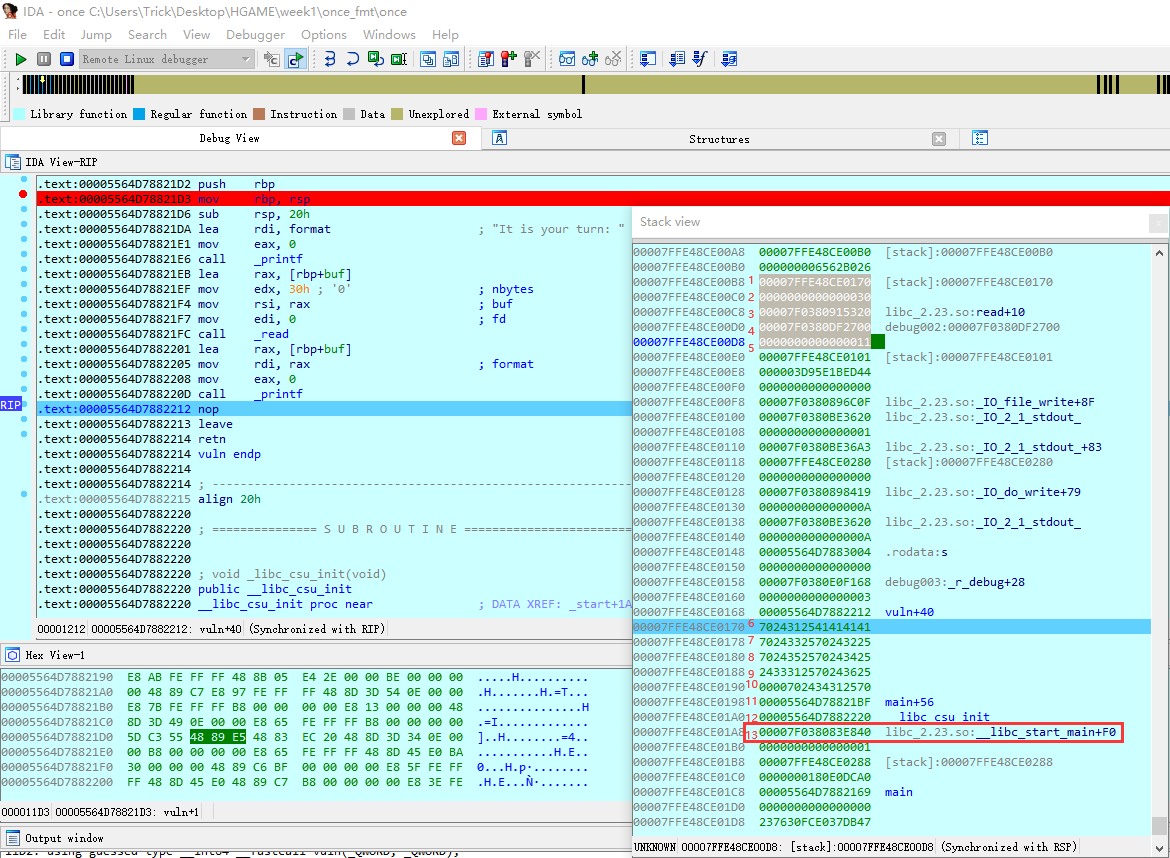 IDA - once C:\Users\Trick\Desktop\HGAME\week1\once_fmt\once
File Edit Jump Search View Debugger Options Windows Help
Remote Linux debugger
Library function Regular function Instruction Data Unexplored External symbol
Debug View Structures
IDA View-RIP
.text:00005564D78821D2 push rbp
.text:00005564D78821D3 mov rbp, rsp
.text:00005564D78821D6 sub rsp, 20h
.text:00005564D78821DA lea rdi, format ; "It is your turn: "
.text:00005564D78821E1 mov eax, 0
.text:00005564D78821E6 call _printf
.text:00005564D78821EB lea rax, [rbp+buf]
.text:00005564D78821EF mov edx, 30h ; '0' ; nbytes
.text:00005564D78821F4 mov rsi, rax ; buf
.text:00005564D78821F7 mov edi, 0 ; fd
.text:00005564D78821FC call _read
.text:00005564D7882201 lea rax, [rbp+buf]
.text:00005564D7882205 mov rdi, rax ; format
.text:00005564D7882208 mov eax, 0
.text:00005564D788220D call _printf
RIP .text:00005564D7882212 nop
.text:00005564D7882213 leave
.text:00005564D7882214 retn
.text:00005564D7882214 vuln endp
.text:00005564D7882214
.text:00005564D7882214 ; ----------------------------------------
.text:00005564D7882215 align 20h
.text:00005564D7882220
.text:00005564D7882220 ; =============== S U B R O U T I N E =======================
.text:00005564D7882220
.text:00005564D7882220
.text:00005564D7882220 ; void _libc_csu_init(void)
.text:00005564D7882220 public __libc_csu_init
.text:00005564D7882220 __libc_csu_init proc near ; DATA XREF: _start+1A
00001212 00005564D7882212: vuln+40 (Synchronized with RIP)
Hex View-1
00005564D7882190 E8 AB FE FF FF 48 8B 05 E4 2E 00 00 BE 00 00 00 .....H..........
00005564D78821A0 00 48 89 C7 E8 97 FE FF FF 48 8D 3D 54 0E 00 00 .H.......H.=T...
00005564D78821B0 E8 7B FE FF FF B8 00 00 00 00 E8 13 00 00 00 48
00005564D78821C0 8D 3D 49 0E 00 00 E8 65 FE FF FF B8 00 00 00 00 .=I....
00005564D78821D0 5D C3 55 48 89 E5 48 83 EC 20 48 8D 3D 34 0E 00 ]..H..
00005564D78821E0 00 B8 00 00 00 00 E8 65 FE FF FF 48 8D 45 E0 BA
00005564D78821F0 30 00 00 00 48 89 C6 BF 00 00 00 00 E8 5F FE FF
00005564D7882200 FF 48 8D 45 E0 48 89 C7 B8 00 00 00 00 E8 3E FE
000011D3 00005564D78821D3: vuln+1
Output window
Stack view
00007FFE48CE00A8 00007FFE48CE00B0 [stack]:00007FFE48CE00B0
00007FFE48CE00B0 000000006562B026
00007FFE48CE00B8 1 00007FFE48CE0170 [stack]:00007FFE48CE0170
00007FFE48CE00C0 2 0000000000000030
00007FFE48CE00C8 3 00007F0380915320 libc_2.23.so:read+10
00007FFE48CE00D0 4 00007F0380DF2700 debug002:00007F0380DF2700
00007FFE48CE00D8 5 0000000000000011
00007FFE48CE00E0 00007FFE48CE0101 [stack]:00007FFE48CE0101
00007FFE48CE00E8 000003D95E1BED44
00007FFE48CE00F0 0000000000000000
00007FFE48CE00F8 00007F0380896C0F libc_2.23.so:_IO_file_write+8F
00007FFE48CE0100 00007F0380BE3620 libc_2.23.so:_IO_2_1_stdout_
00007FFE48CE0108 0000000000000001
00007FFE48CE0110 00007F0380BE36A3 libc_2.23.so:_IO_2_1_stdout_+83
00007FFE48CE0118 00007FFE48CE0280 [stack]:00007FFE48CE0280
00007FFE48CE0120 0000000000000000
00007FFE48CE0128 00007F0380898419 libc_2.23.so:_IO_do_write+79
00007FFE48CE0130 000000000000000A
00007FFE48CE0138 00007F0380BE3620 libc_2.23.so:_IO_2_1_stdout_
00007FFE48CE0140 000000000000000A
00007FFE48CE0148 00005564D7883004 .rodata:s
00007FFE48CE0150 0000000000000000
00007FFE48CE0158 00007F0380E0F168 debug003:_r_debug+28
00007FFE48CE0160 0000000000000003
00007FFE48CE0168 00005564D7882212 vuln+40
00007FFE48CE0170 6 7024312541414141
00007FFE48CE0178 7 7024332570243225
00007FFE48CE0180 8 7024352570243425
00007FFE48CE0188 9 2433312570243625
00007FFE48CE0190 10 0000702434312570
00007FFE48CE0198 11 00005564D78821BF main+56
00007FFE48CE01A0 12 00005564D7882220 __libc_csu_init
00007FFE48CE01A8 13 00007F038083E840 libc_2.23.so:__libc_start_main+F0
00007FFE48CE01B0 0000000000000001
00007FFE48CE01B8 00007FFE48CE0288 [stack]:00007FFE48CE0288
00007FFE48CE01C0 0000000180E0DCA0
00007FFE48CE01C8 00005564D7882169 main
00007FFE48CE01D0 0000000000000000
00007FFE48CE01D8 237630FCE037DB47
UNKNOWN 00007FFE48CE00D8: [stack]:00007FFE48CE00D8 (Synchronized with RSP)